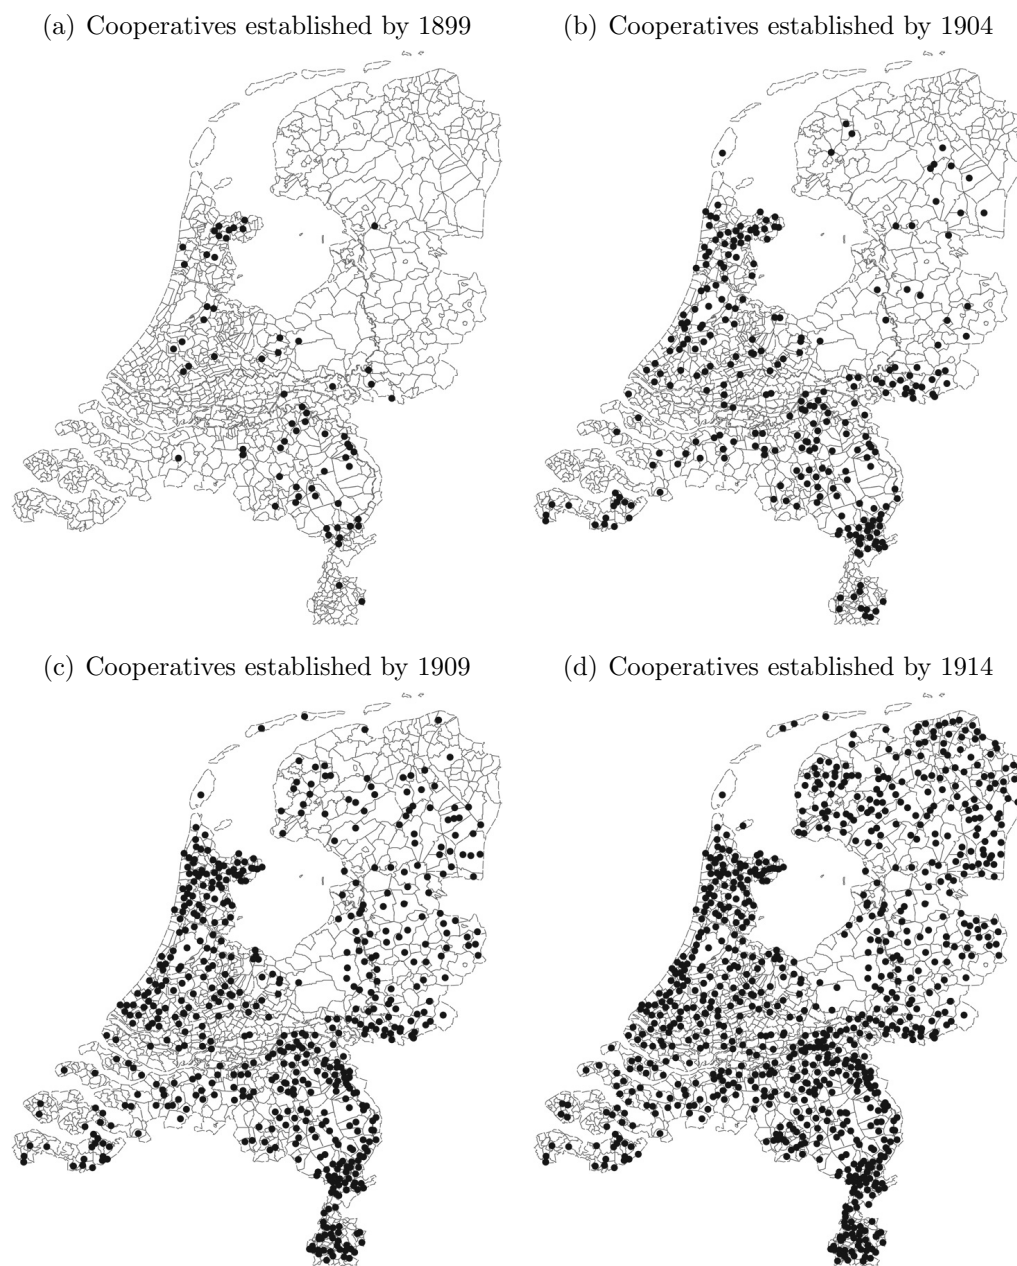 (a) Cooperatives established by 1899
(b) Cooperatives established by 1904
(c) Cooperatives established by 1909
(d) Cooperatives established by 1914